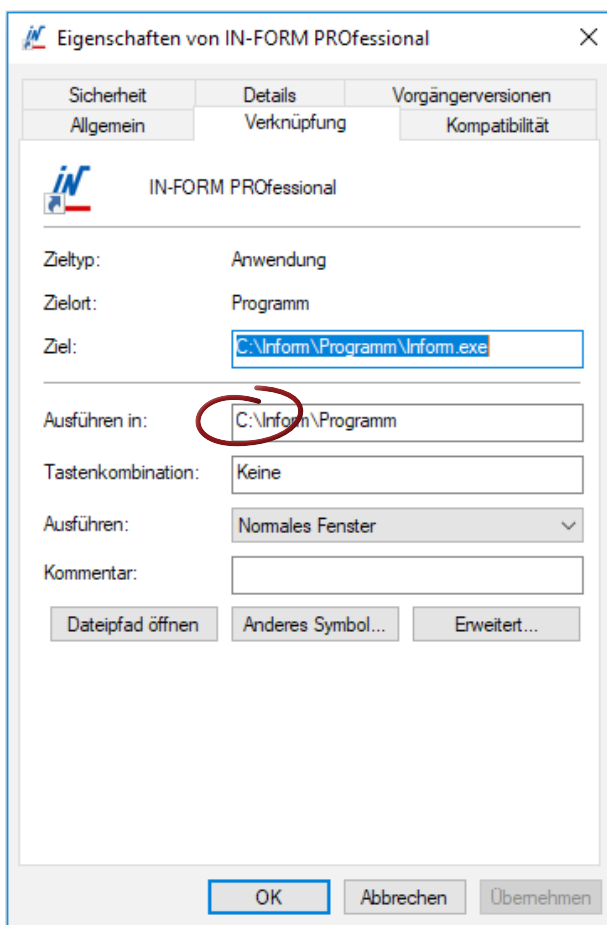 Eigenschaften von IN-FORM PROfessional
Sicherheit Details Vorgängerversionen
Allgemein Verknüpfung Kompatibilität
iN IN-FORM PROfessional
Zieltyp: Anwendung
Zielort: Programm
Ziel: C:\Inform\Programm\Inform.exe
Ausführen in: C:\Inform\Programm
Tastenkombination: Keine
Ausführen: Normales Fenster
Kommentar:
Dateipfad öffnen Anderes Symbol... Erweitert...
OK Abbrechen Übernehmen